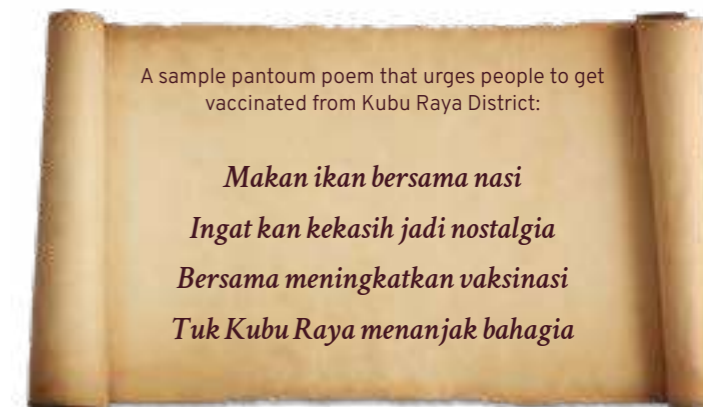 A sample pantoum poem that urges people to get
vaccinated from Kubu Raya District:
Makan ikan bersama nasi
Ingat kan kekasih jadi nostalgia
Bersama meningkatkan vaksinasi
Tuk Kubu Raya menanjak bahagia